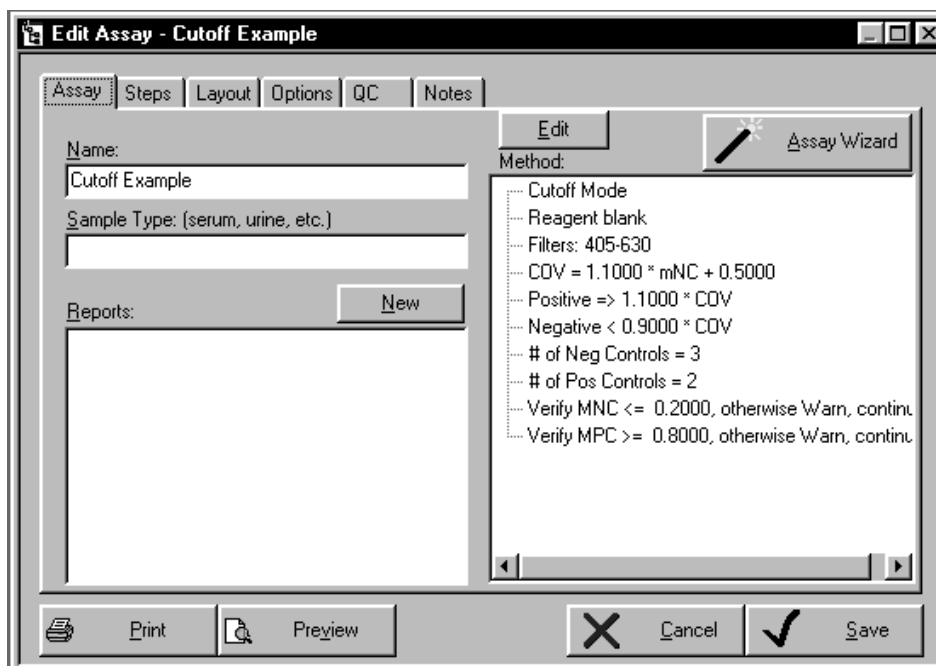 Edit Assay - Cutoff Example
Assay Steps Layout Options QC Notes
Name:
Cutoff Example
Sample Type: (serum, urine, etc.)
Reports:
New
Edit
Assay Wizard
Method:
Cutoff Mode
Reagent blank
Filters: 405-630
COV = 1.1000 * mNC + 0.5000
Positive => 1.1000 * COV
Negative < 0.9000 * COV
# of Neg Controls = 3
# of Pos Controls = 2
Verify MNC <= 0.2000, otherwise Warn, continu
Verify MPC >= 0.8000, otherwise Warn, continu
Print Preview Cancel Save